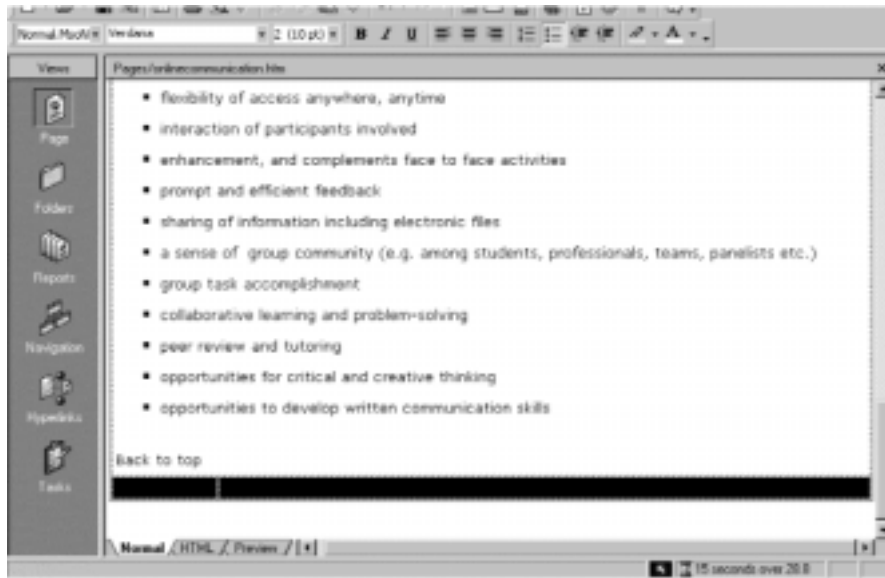 Normal.MsoN Verdana 2 (10 pt) B I U A
Views Pages/onlinecommunication.htm
Page
Folders
Reports
Navigation
Hyperlinks
Tasks
flexibility of access anywhere, anytime
interaction of participants involved
enhancement, and complements face to face activities
prompt and efficient feedback
sharing of information including electronic files
a sense of group community (e.g. among students, professionals, teams, panelists etc.)
group task accomplishment
collaborative learning and problem-solving
peer review and tutoring
opportunities for critical and creative thinking
opportunities to develop written communication skills
Back to top
Normal HTML Preview
15 seconds over 28.8